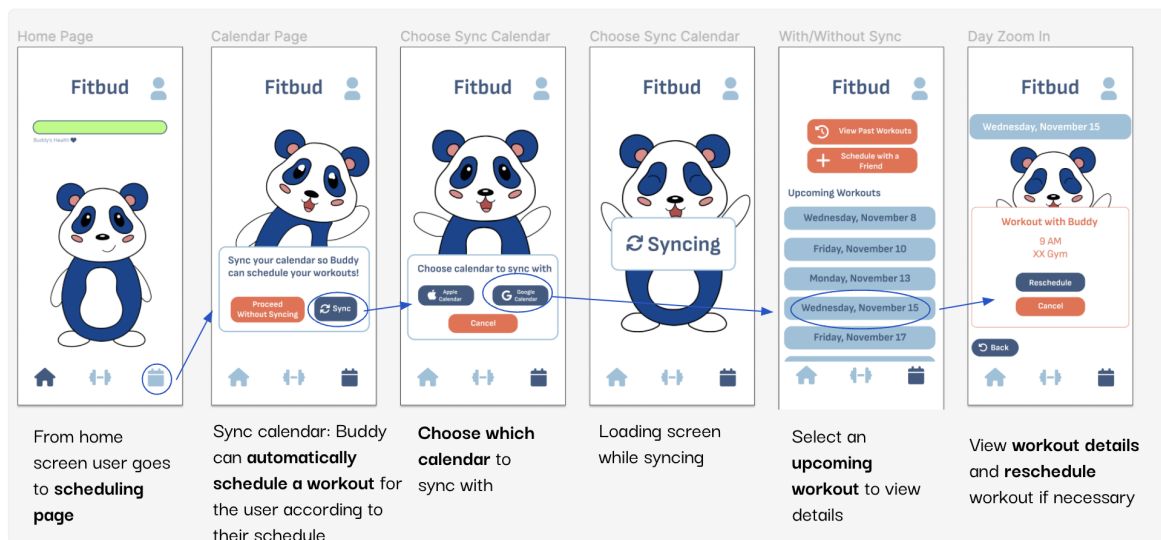 Home Page
Fitbud
Buddy's Health
From home
screen user goes
to scheduling
page
Calendar Page
Fitbud
Sync your calendar so Buddy
can schedule your workouts!
Proceed
Without Syncing
Sync
Sync calendar: Buddy
can automatically
schedule a workout for
the user according to
their schedule
Choose Sync Calendar
Fitbud
Choose calendar to sync with
Apple
Calendar
Google
Calendar
Cancel
Choose which
calendar to
sync with
Choose Sync Calendar
Fitbud
Syncing
Loading screen
while syncing
With/Without Sync
Fitbud
View Past Workouts
Schedule with a
Friend
Upcoming Workouts
Wednesday, November 8
Friday, November 10
Monday, November 13
Wednesday, November 15
Friday, November 17
Select an
upcoming
workout to view
details
Day Zoom In
Fitbud
Wednesday, November 15
Workout with Buddy
9 AM
XX Gym
Reschedule
Cancel
Back
View workout details
and reschedule
workout if necessary